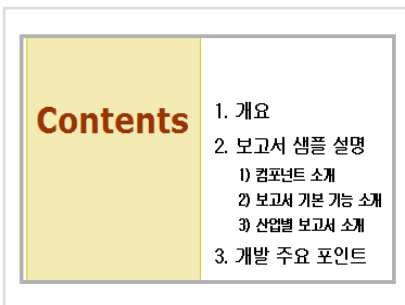 Contents
1. 개요
2. 보고서 샘플 설명
1) 컴포넌트 소개
2) 보고서 기본 기능 소개
3) 산업별 보고서 소개
3. 개발 주요 포인트